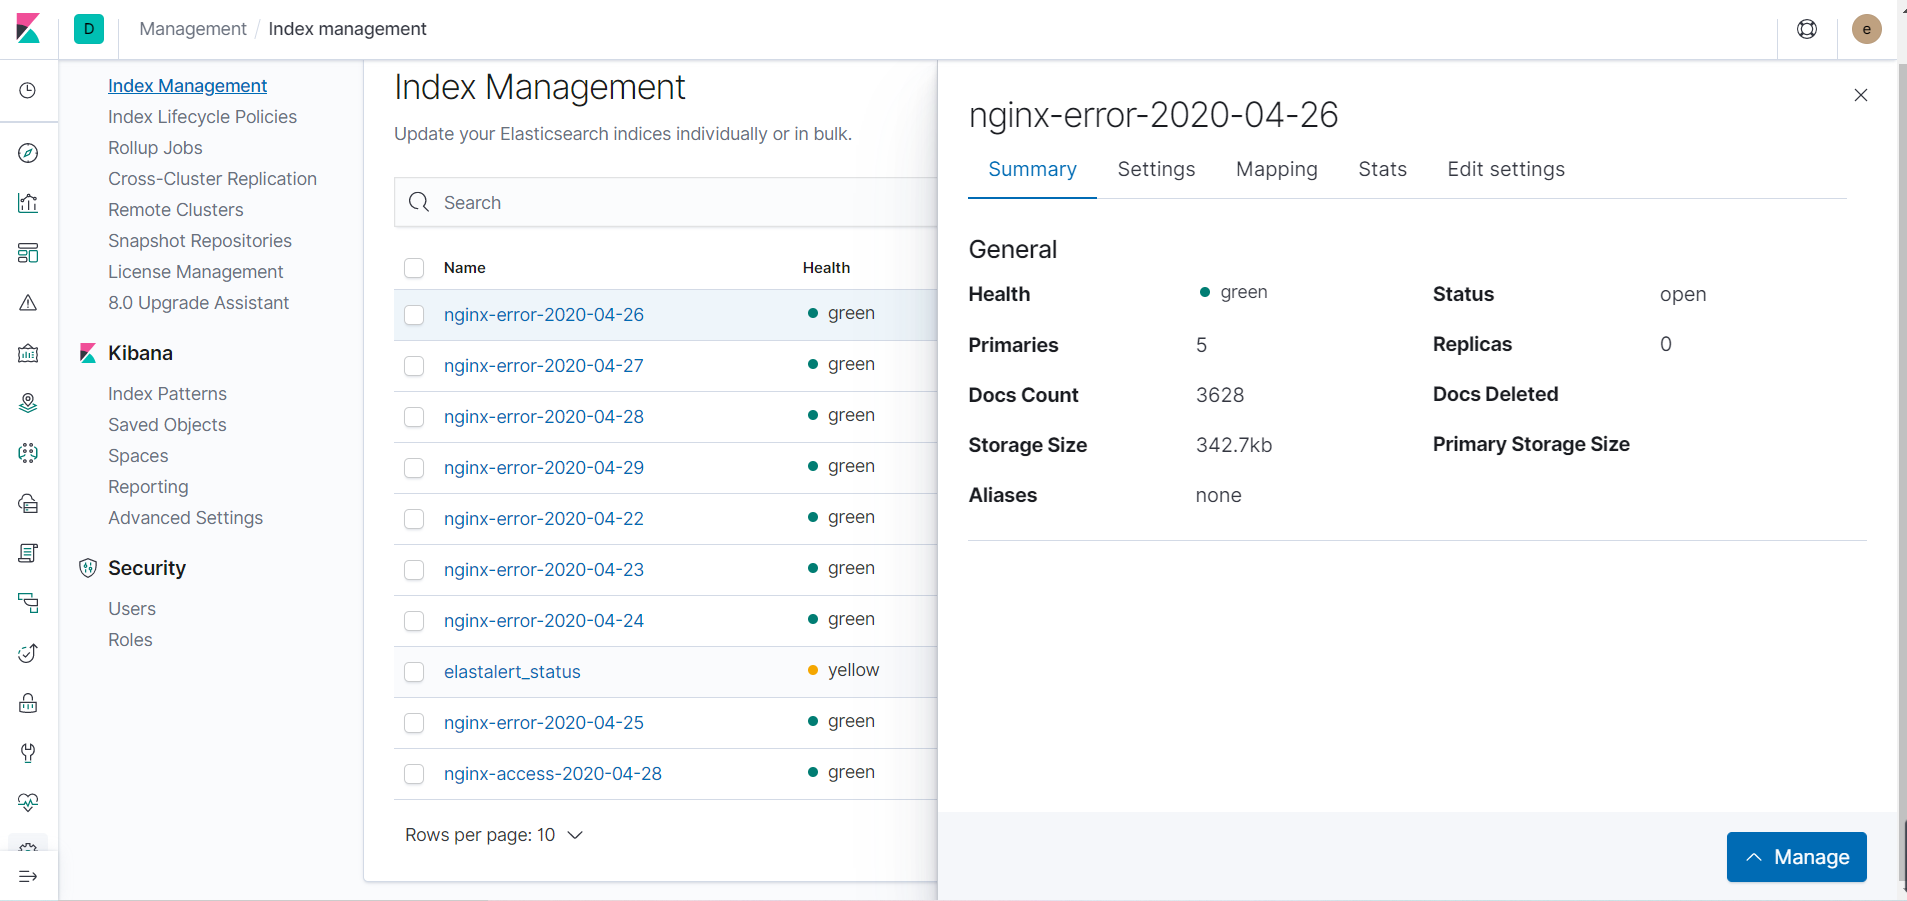 D Management / Index management e
Index Management
Index Lifecycle Policies
Rollup Jobs
Cross-Cluster Replication
Remote Clusters
Snapshot Repositories
License Management
8.0 Upgrade Assistant
Kibana
Index Patterns
Saved Objects
Spaces
Reporting
Advanced Settings
Security
Users
Roles
Index Management
Update your Elasticsearch indices individually or in bulk.
Search
Name Health
nginx-error-2020-04-26 green
nginx-error-2020-04-27 green
nginx-error-2020-04-28 green
nginx-error-2020-04-29 green
nginx-error-2020-04-22 green
nginx-error-2020-04-23 green
nginx-error-2020-04-24 green
elastalert_status yellow
nginx-error-2020-04-25 green
nginx-access-2020-04-28 green
Rows per page: 10
nginx-error-2020-04-26
Summary Settings Mapping Stats Edit settings
General
Health green Status open
Primaries 5 Replicas 0
Docs Count 3628 Docs Deleted
Storage Size 342.7kb Primary Storage Size
Aliases none
Manage